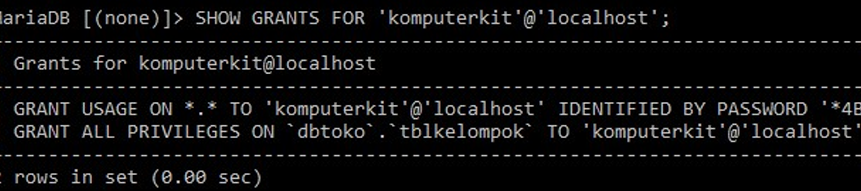 MariaDB [(none)]> SHOW GRANTS FOR 'komputerkit'@'localhost';
Grants for komputerkit@localhost
GRANT USAGE ON *.* TO 'komputerkit'@'localhost' IDENTIFIED BY PASSWORD '*4B
GRANT ALL PRIVILEGES ON `dbtoko`.`tblkelompok` TO 'komputerkit'@'localhost'
rows in set (0.00 sec)